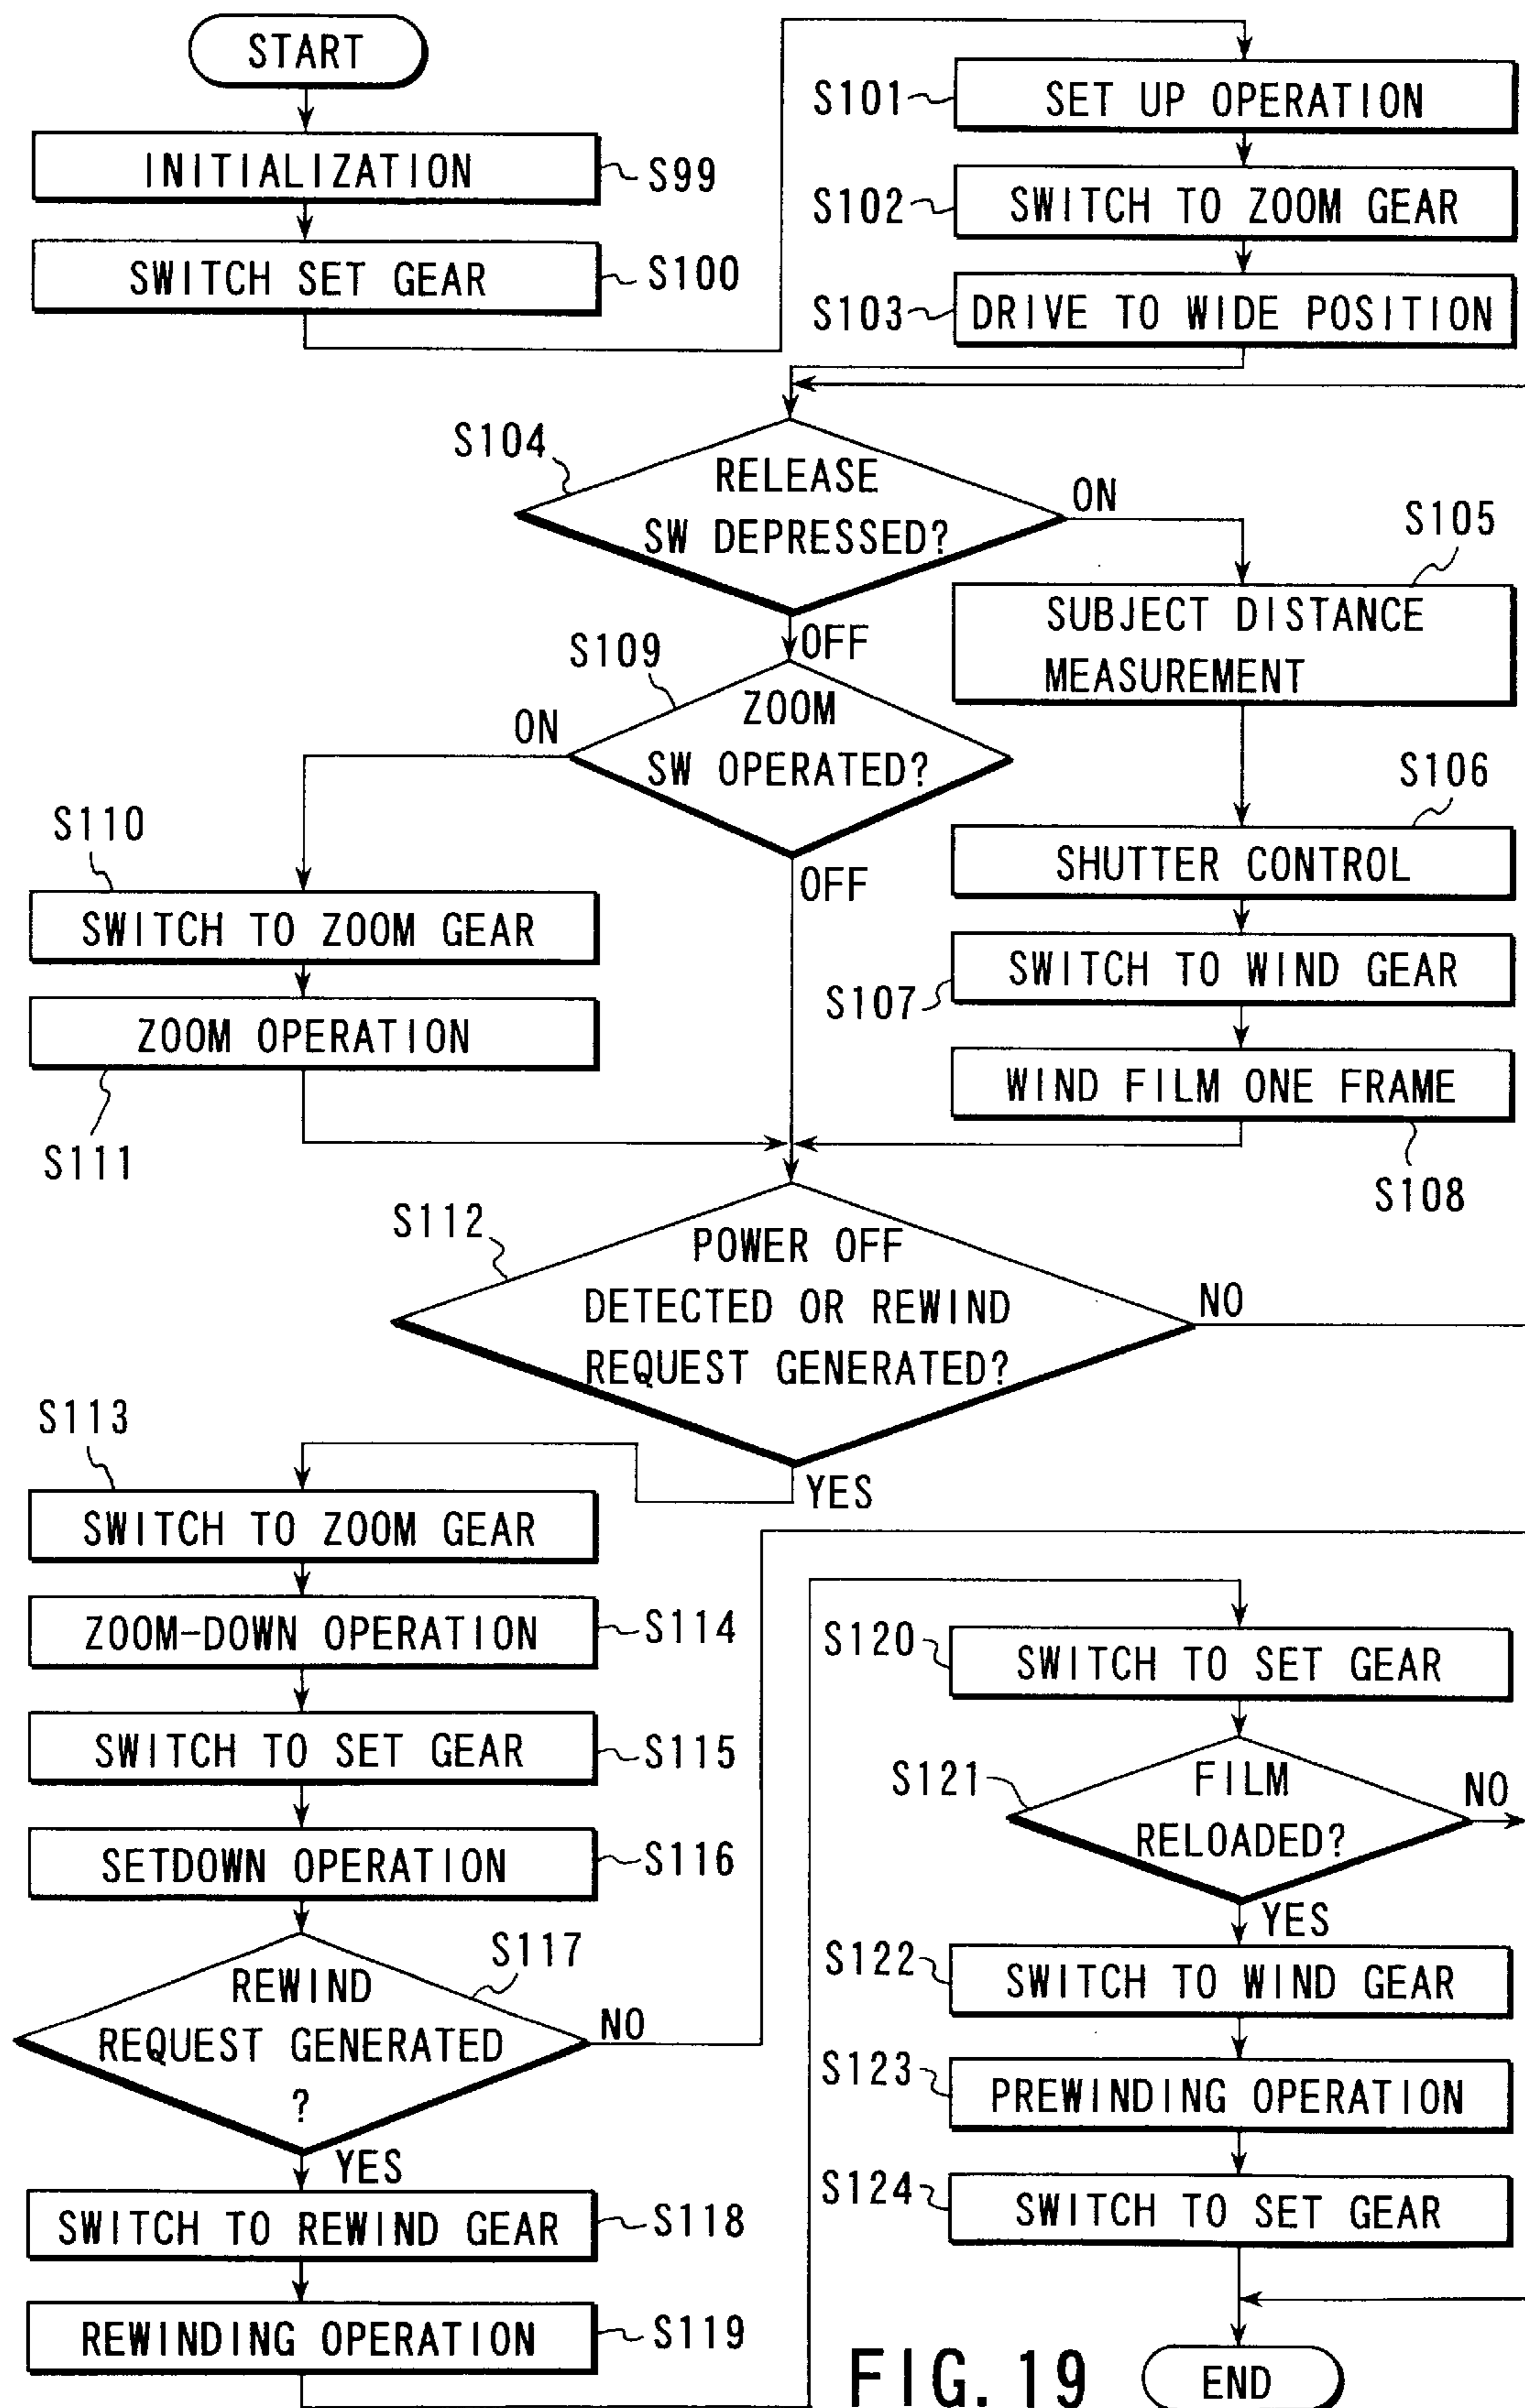 START
INITIALIZATION
S99
SWITCH SET GEAR
S100
S101
SET UP OPERATION
S102
SWITCH TO ZOOM GEAR
S103
DRIVE TO WIDE POSITION
S104
RELEASE
SW DEPRESSED?
ON
OFF
S105
SUBJECT DISTANCE
MEASUREMENT
S106
SHUTTER CONTROL
S107
SWITCH TO WIND GEAR
WIND FILM ONE FRAME
S108
S109
ZOOM
SW OPERATED?
ON
OFF
S110
SWITCH TO ZOOM GEAR
ZOOM OPERATION
S111
S112
POWER OFF
DETECTED OR REWIND
REQUEST GENERATED?
NO
YES
S113
SWITCH TO ZOOM GEAR
ZOOM-DOWN OPERATION
S114
SWITCH TO SET GEAR
S115
SETDOWN OPERATION
S116
S117
REWIND
REQUEST GENERATED
?
NO
YES
SWITCH TO REWIND GEAR
S118
REWINDING OPERATION
S119
S120
SWITCH TO SET GEAR
S121
FILM
RELOADED?
NO
YES
S122
SWITCH TO WIND GEAR
S123
PREWINDING OPERATION
S124
SWITCH TO SET GEAR
END
FIG. 19